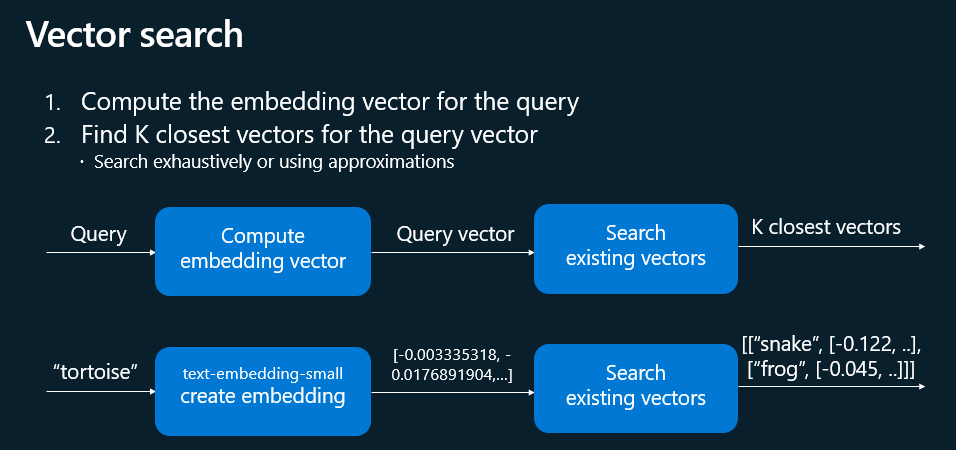 Vector search
1. Compute the embedding vector for the query
2. Find K closest vectors for the query vector
• Search exhaustively or using approximations
Query
Compute
embedding vector
Query vector
Search
existing vectors
K closest vectors
“tortoise”
text-embedding-small
create embedding
[-0.003335318, -
0.0176891904,...]
Search
existing vectors
[[“snake”, [-0.122, ..],
[“frog”, [-0.045, ..]]]